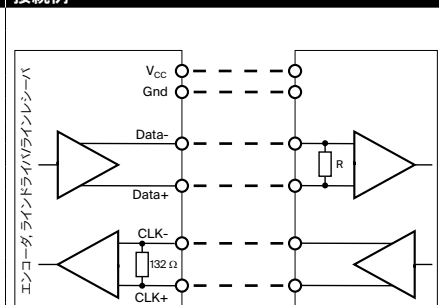 接続例
V_CC
Gnd
Data-
Data+
R
CLK-
132 Ω
CLK+
エンコーダ, ラインドライバ/ラインレシーバ